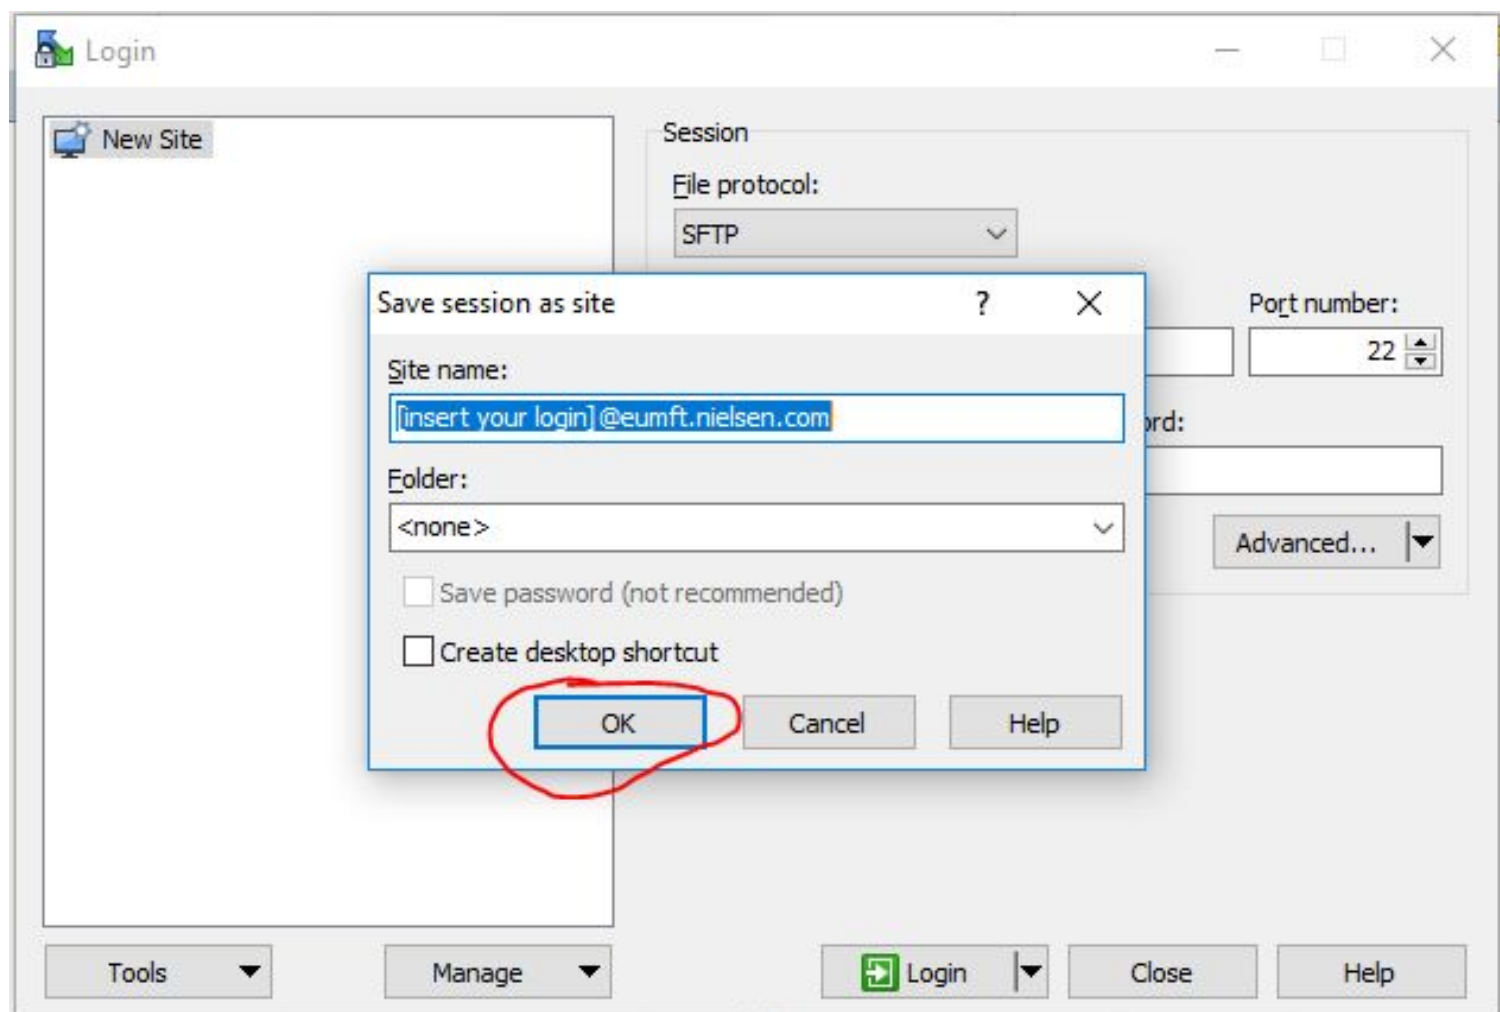 Login
New Site
Session
File protocol:
SFTP
Save session as site
?
Port number:
22
Site name:
[insert your login]@eumft.nielsen.com
Folder:
<none>
Advanced...
Save password (not recommended)
Create desktop shortcut
OK
Cancel
Help
Tools
Manage
Login
Close
Help